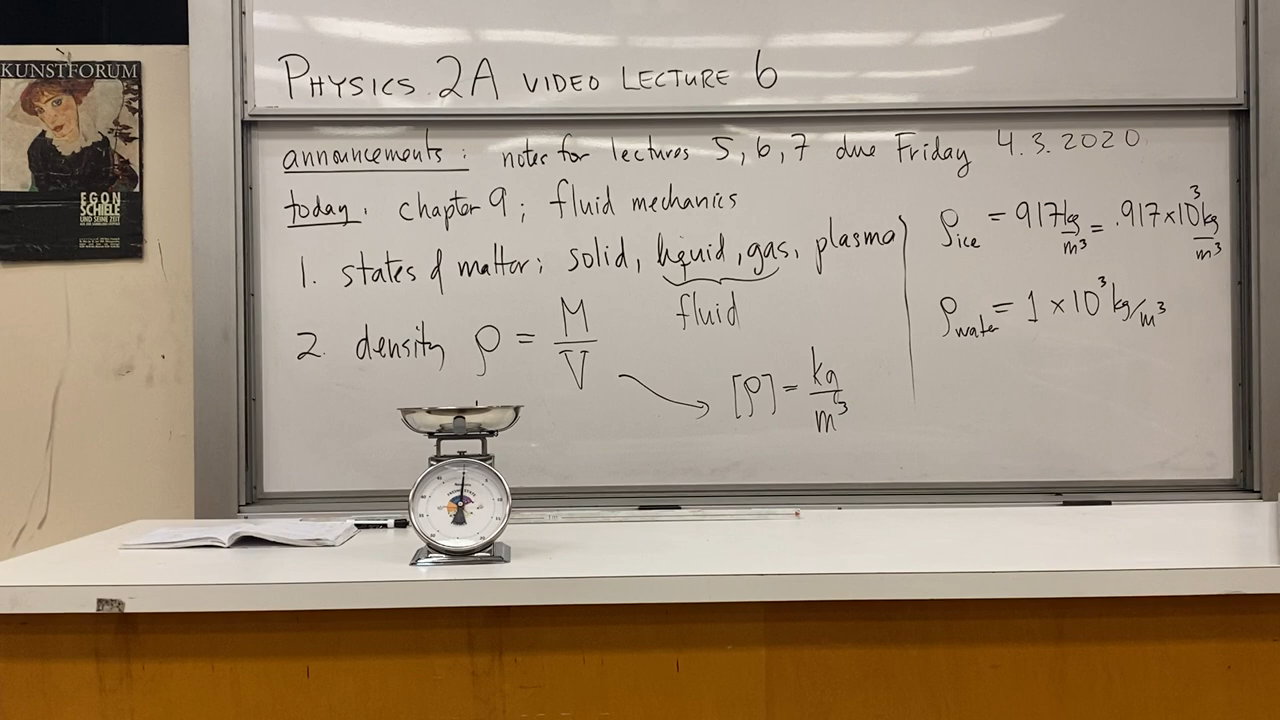 KUNSTFORUM
EGON
SCHIELE
UND SEINE ZEIT
PHYSICS 2A VIDEO LECTURE 6
announcements: notes for lectures 5, 6, 7 due Friday 4.3.2020
today. chapter 9; fluid mechanics
1. states of matter; solid, liquid, gas, plasma
fluid
2. density ρ = M/V
[ρ] = kg/m³
ρice = 917 kg/m³ = .917 × 10³ kg/m³
ρwater = 1 × 10³ kg/m³